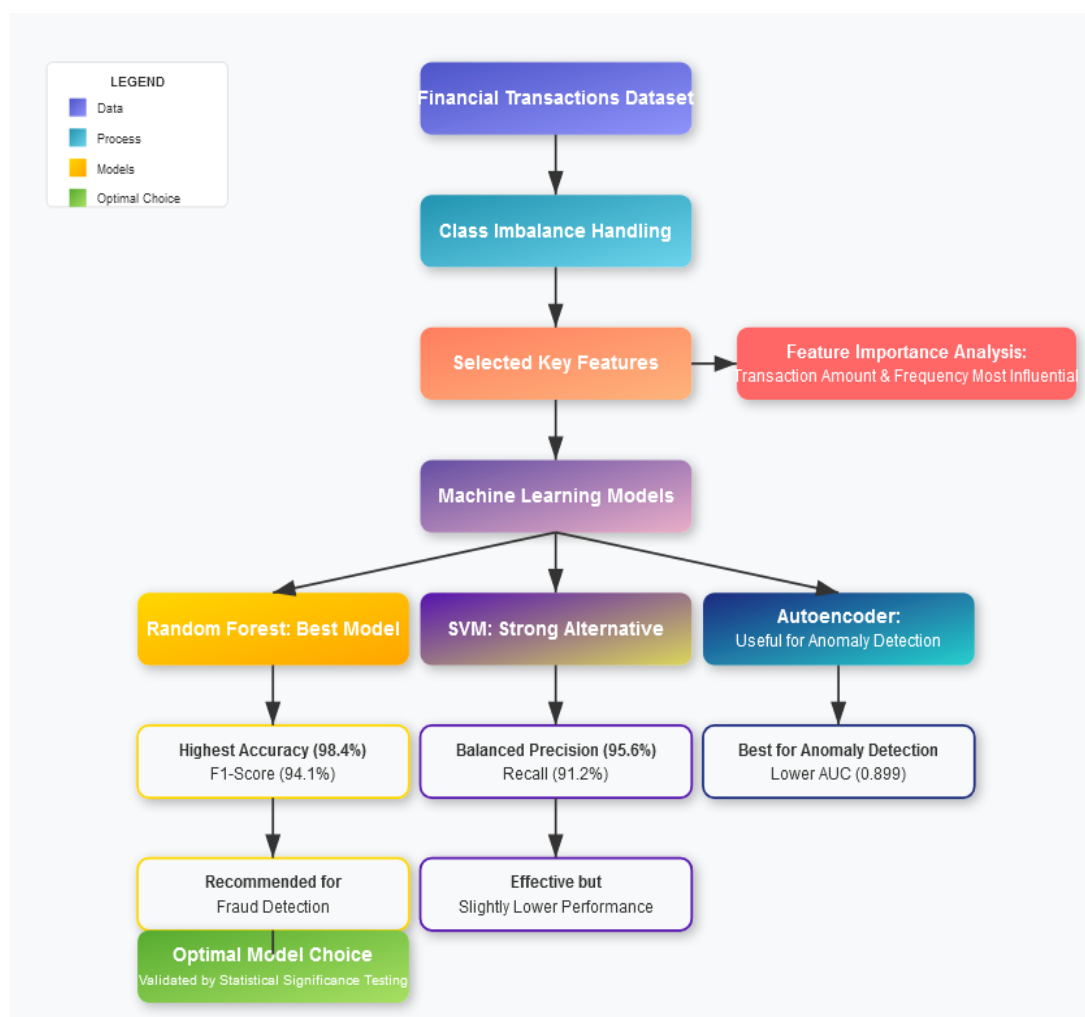 LEGEND
Data
Process
Models
Optimal Choice
Financial Transactions Dataset
Class Imbalance Handling
Selected Key Features
Feature Importance Analysis:
Transaction Amount & Frequency Most Influential
Machine Learning Models
Random Forest: Best Model
SVM: Strong Alternative
Autoencoder:
Useful for Anomaly Detection
Highest Accuracy (98.4%)
F1-Score (94.1%)
Balanced Precision (95.6%)
Recall (91.2%)
Best for Anomaly Detection
Lower AUC (0.899)
Recommended for
Fraud Detection
Effective but
Slightly Lower Performance
Optimal Model Choice
Validated by Statistical Significance Testing